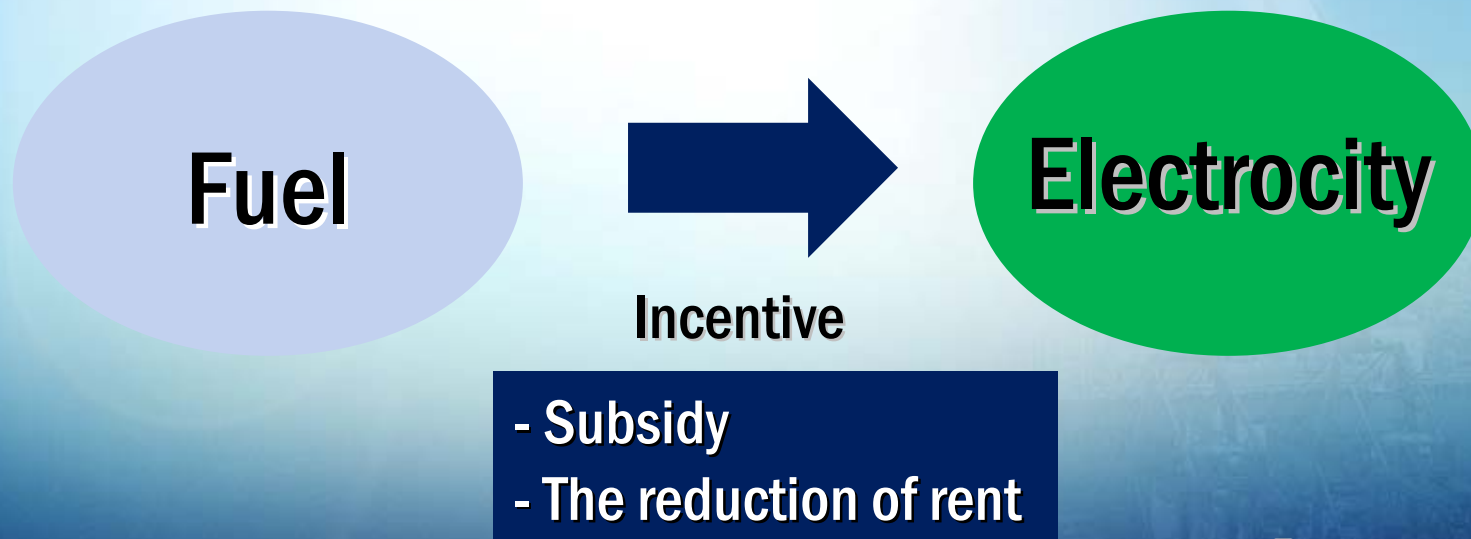 Fuel
Electrocity
Incentive
- Subsidy
- The reduction of rent